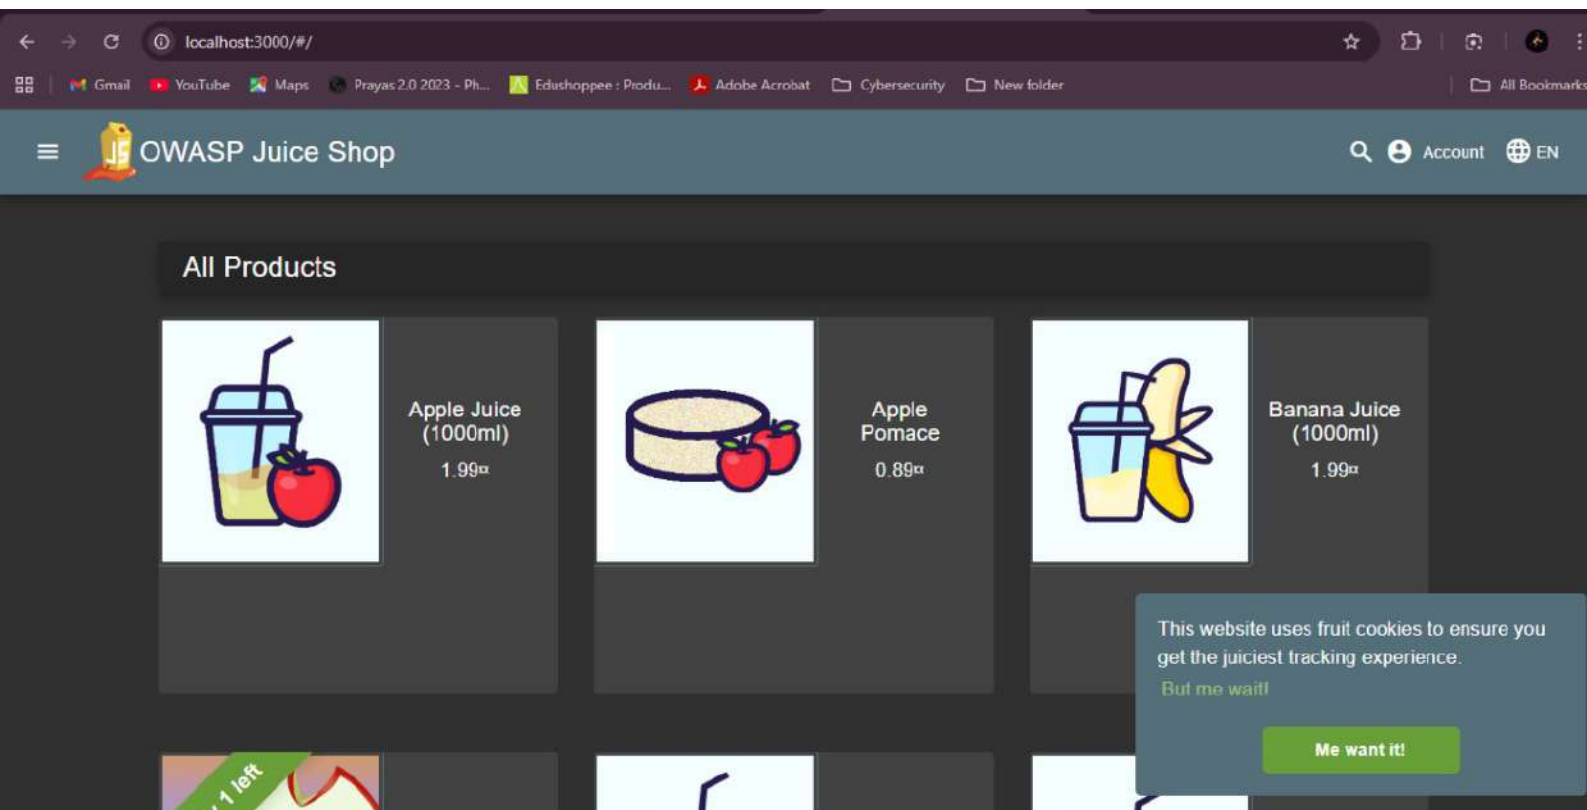 localhost:3000/#/
Gmail YouTube Maps Prayas 2.0 2023 - Ph... Edushoppee : Produ... Adobe Acrobat Cybersecurity New folder All Bookmarks
JS OWASP Juice Shop Account EN
All Products
Apple Juice
(1000ml)
1.99¤
Apple
Pomace
0.89¤
Banana Juice
(1000ml)
1.99¤
This website uses fruit cookies to ensure you
get the juiciest tracking experience.
But me wait!
Me want it!
1 left